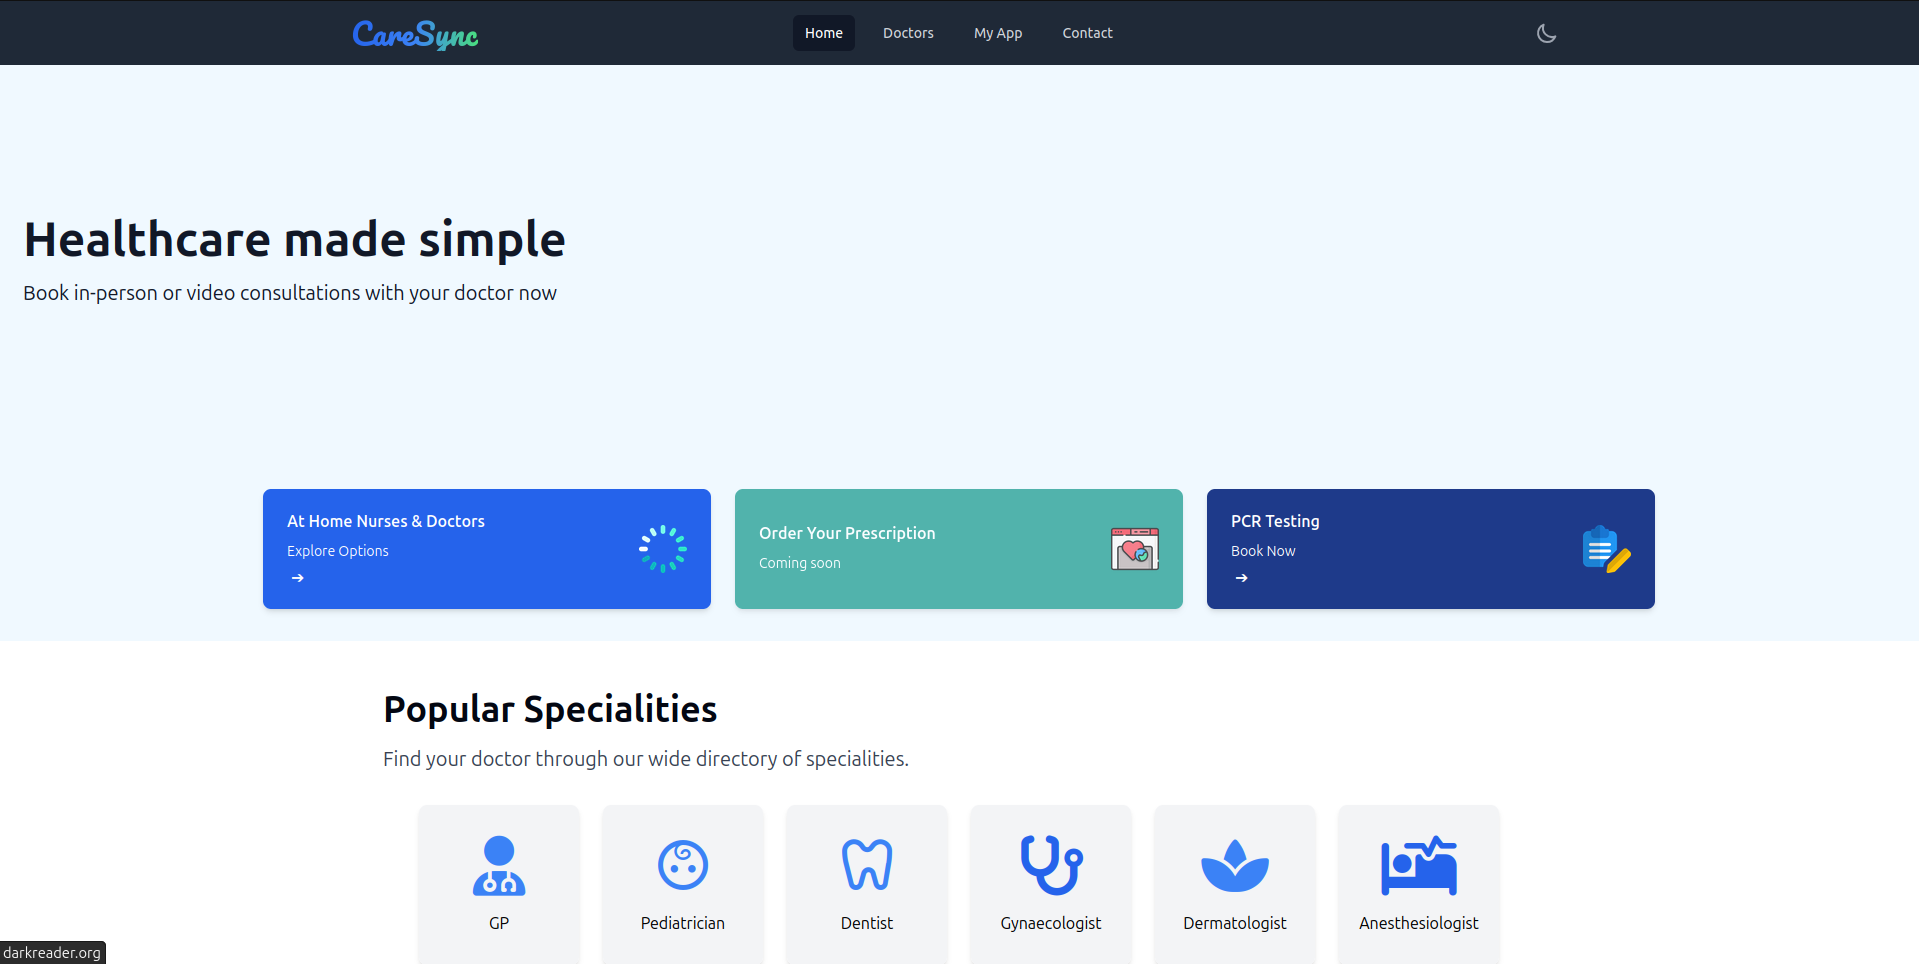 CareSync
Home
Doctors
My App
Contact
Healthcare made simple
Book in-person or video consultations with your doctor now
At Home Nurses & Doctors
Explore Options
➔
Order Your Prescription
Coming soon
PCR Testing
Book Now
➔
Popular Specialities
Find your doctor through our wide directory of specialities.
GP
Pediatrician
Dentist
Gynaecologist
Dermatologist
Anesthesiologist
darkreader.org